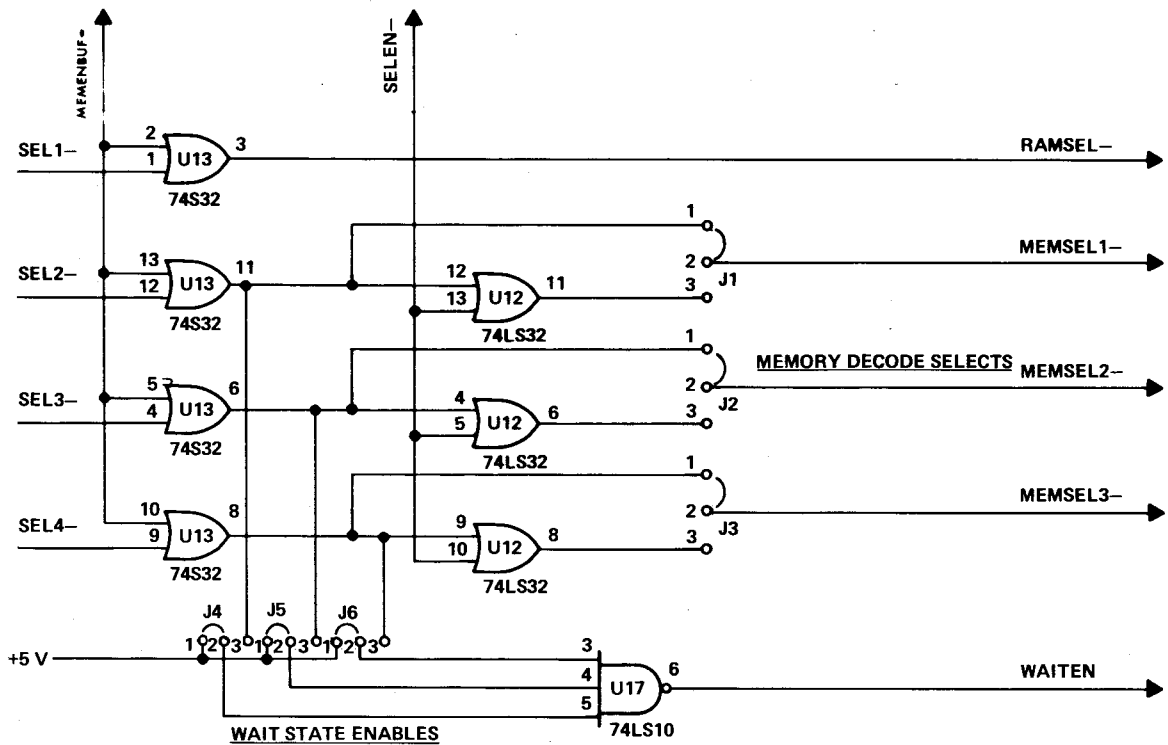 MEMENBUF-
SELEN-
SEL1-
2
1
U13
3
74S32
RAMSEL-
SEL2-
13
12
U13
11
74S32
12
13
U12
11
74LS32
1
2
3
J1
MEMSEL1-
SEL3-
5
4
U13
6
74S32
4
5
U12
6
74LS32
1
2
3
J2
MEMORY DECODE SELECTS
MEMSEL2-
SEL4-
10
9
U13
8
74S32
9
10
U12
8
74LS32
1
2
3
J3
MEMSEL3-
J4
J5
J6
1 2 3 1 2 3 1 2 3
+5 V
3
4
5
U17
6
74LS10
WAITEN
WAIT STATE ENABLES